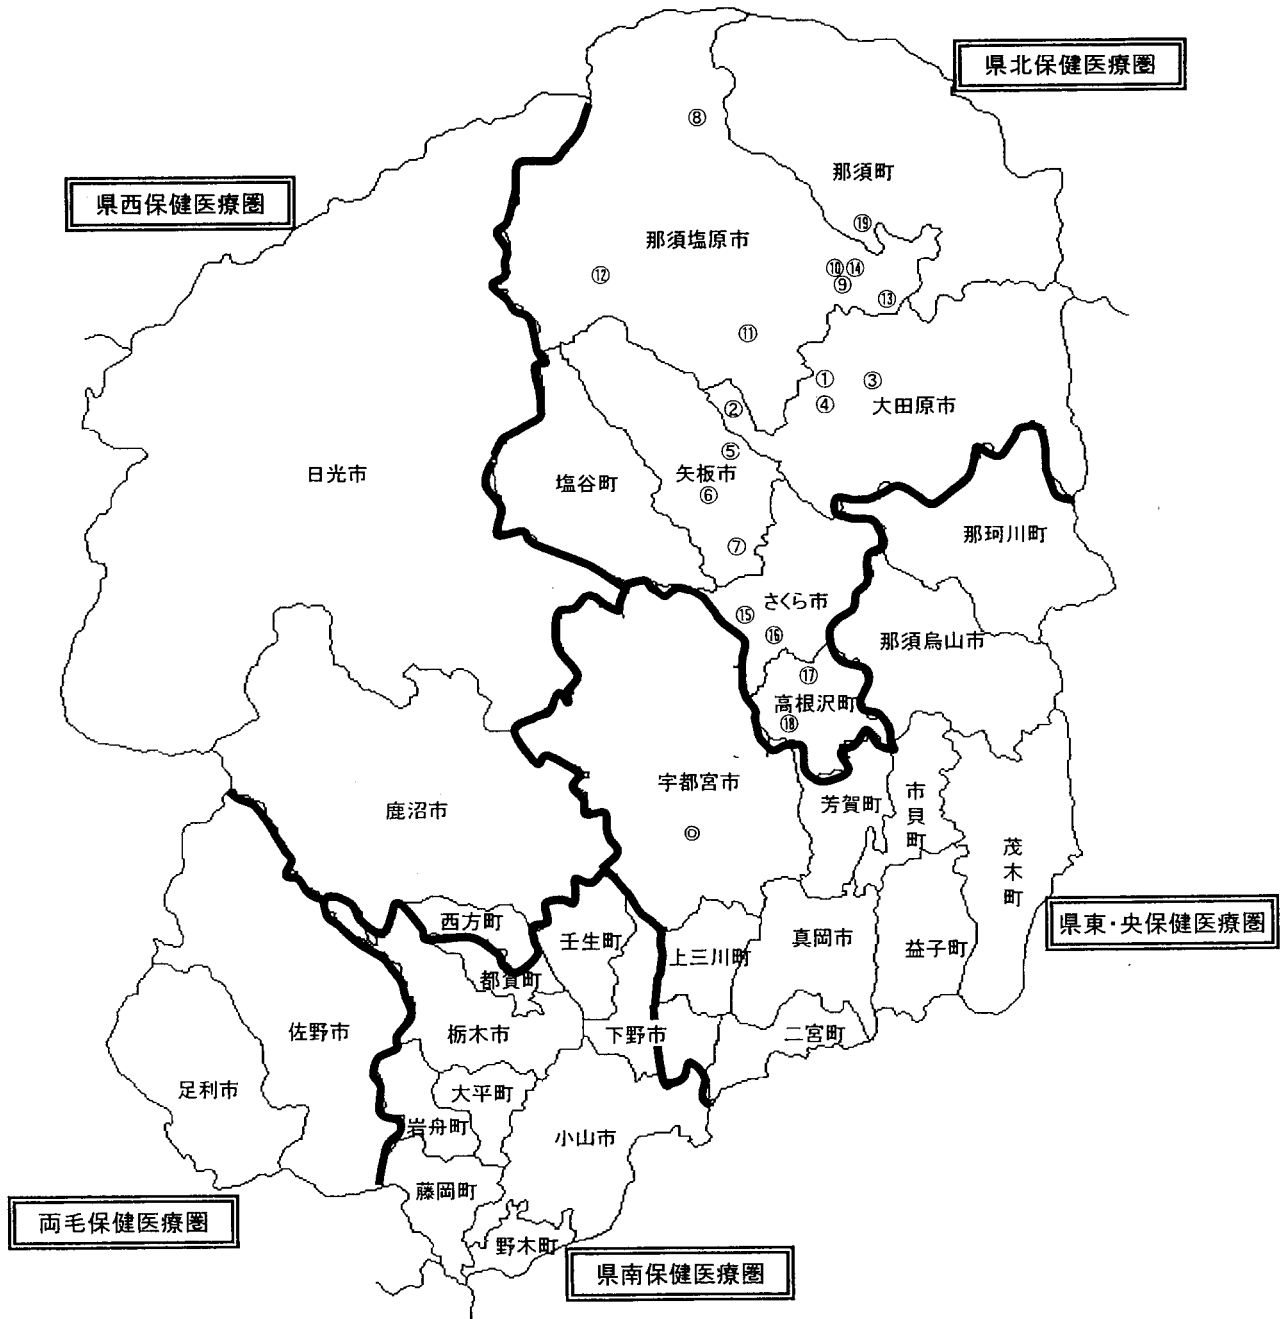 県北保健医療圏
⑧
那須町
県西保健医療圏
⑲
那須塩原市
⑫
⑩⑭
⑨
⑬
⑪
①
③
④
大田原市
②
⑤
日光市
塩谷町
矢板市
⑥
那珂川町
⑦
さくら市
⑮
⑯
那須烏山市
⑰
高根沢町
⑱
宇都宮市
◎
鹿沼市
芳賀町
市貝町
茂木町
県東・央保健医療圏
西方町
壬生町
上三川町
真岡市
益子町
都賀町
佐野市
栃木市
下野市
二宮町
足利市
大平町
岩舟町
小山市
藤岡町
両毛保健医療圏
野木町
県南保健医療圏